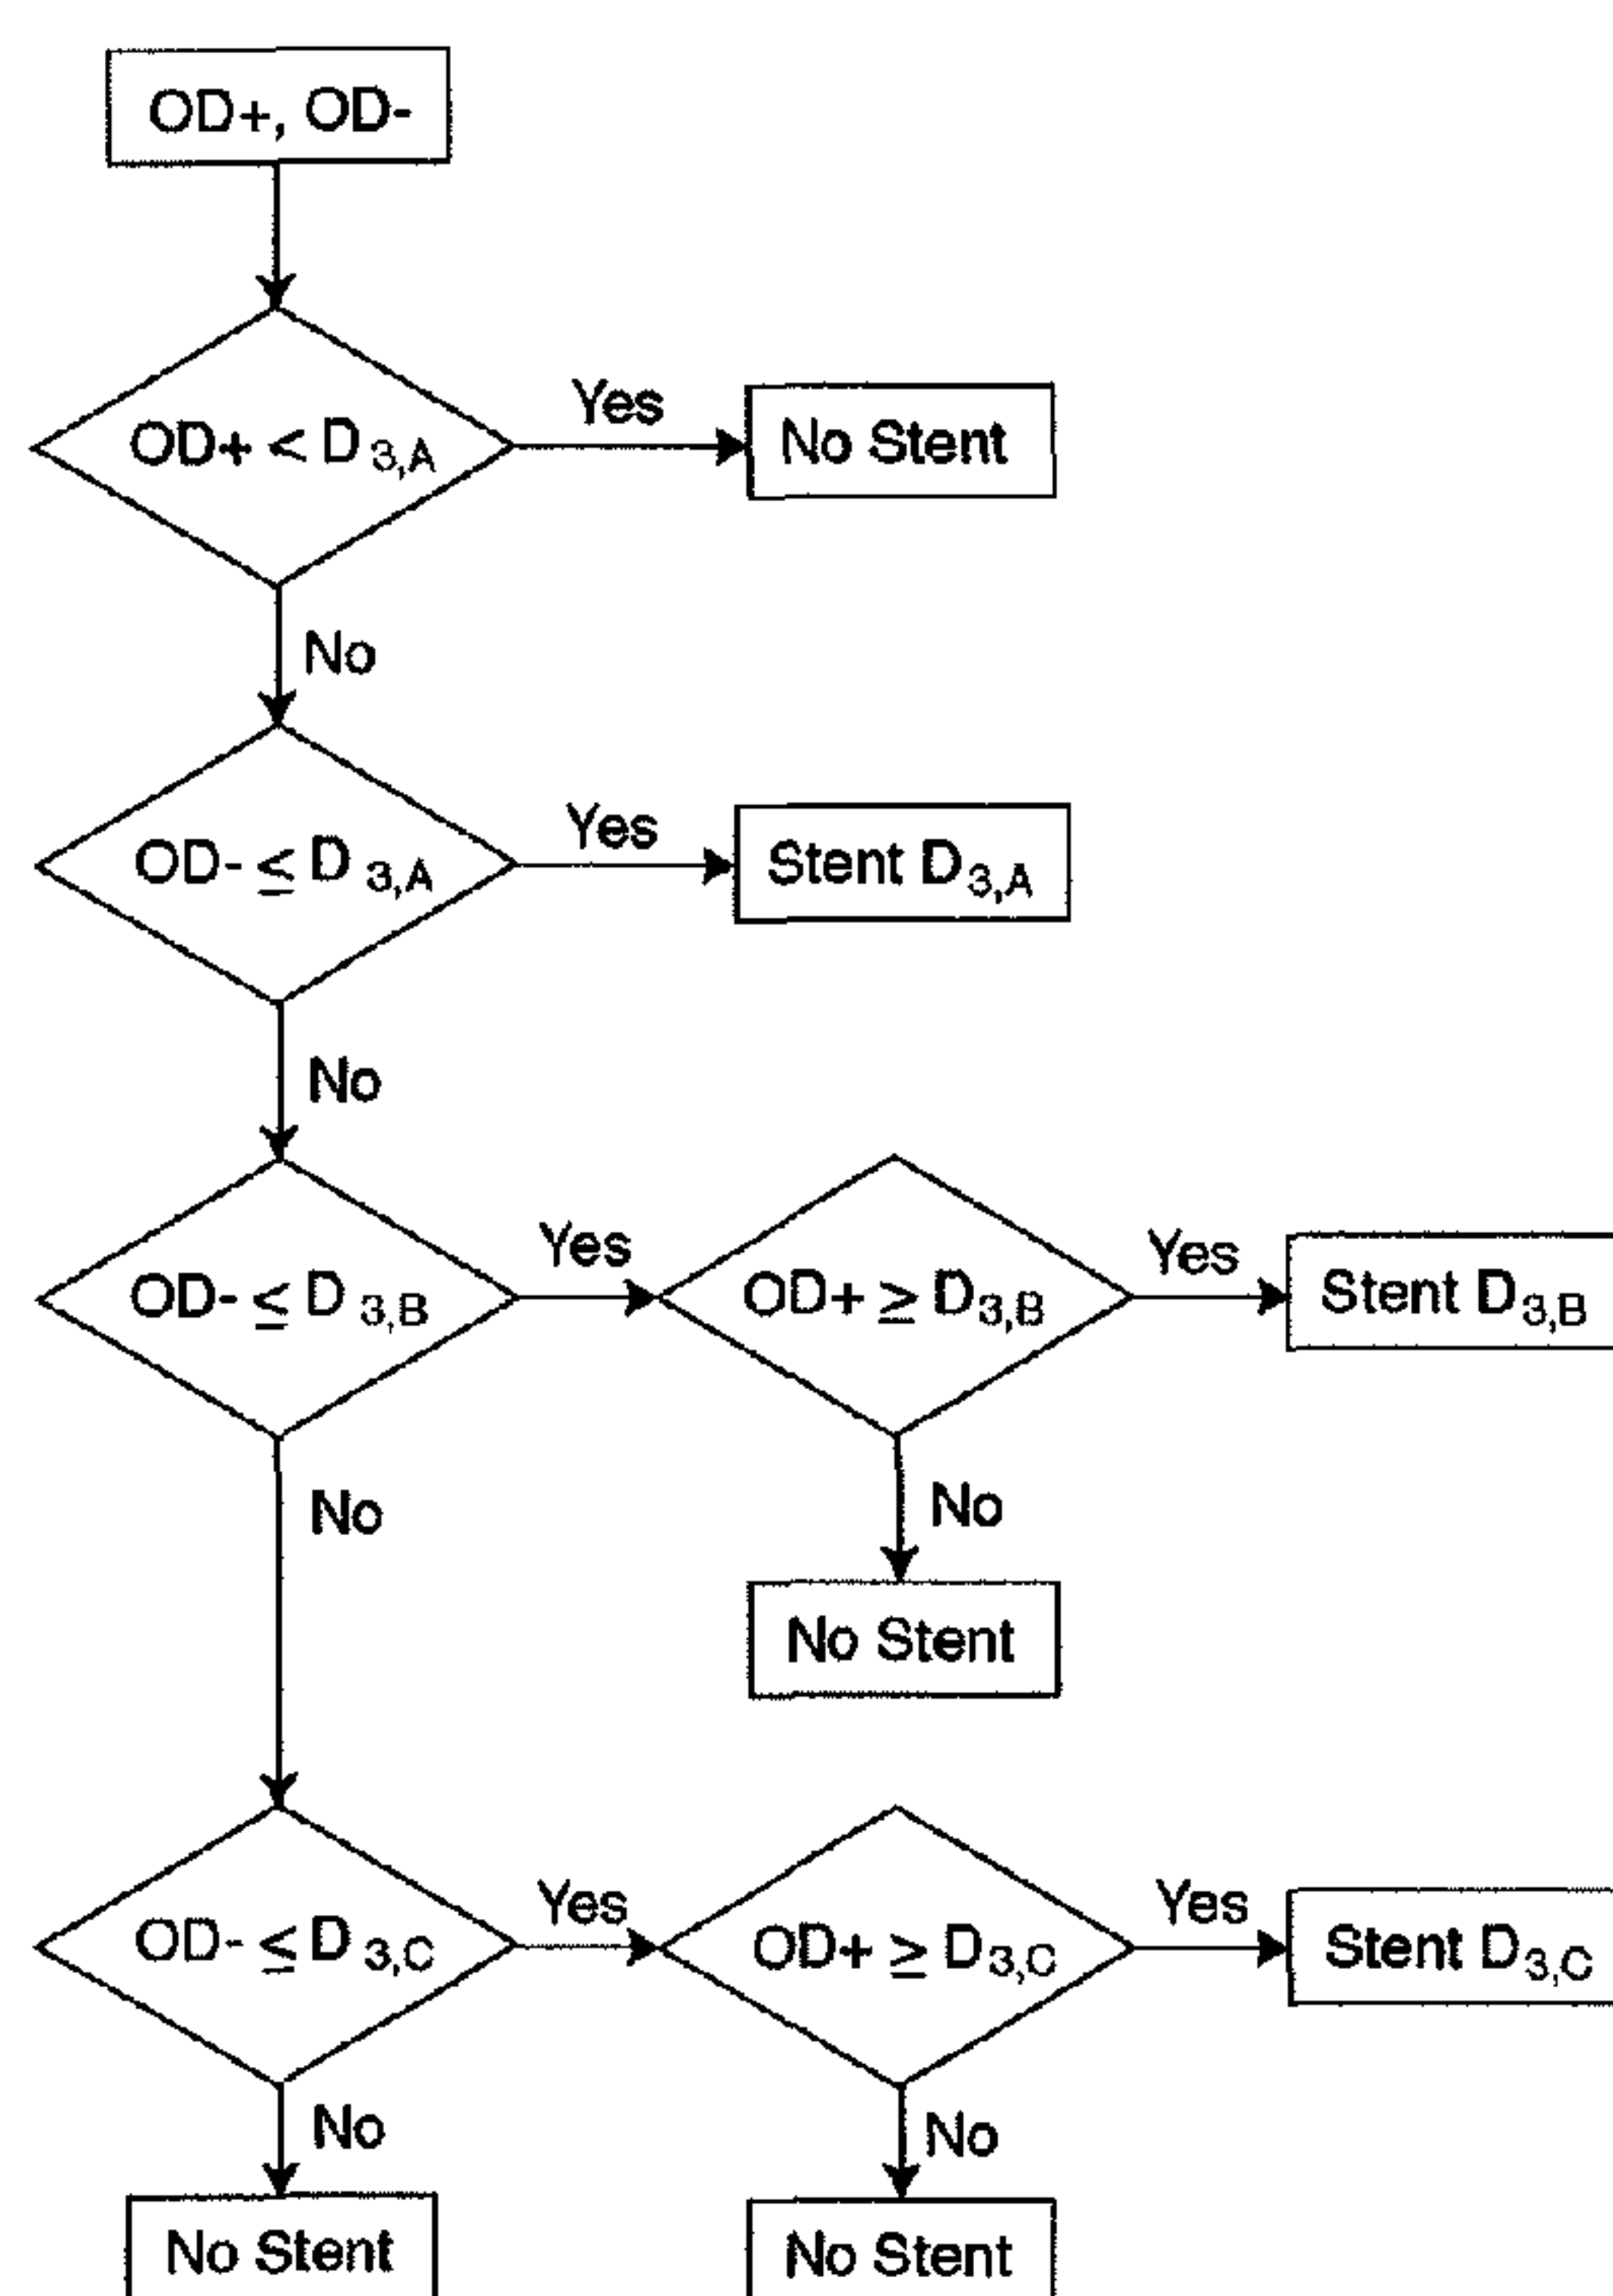 OD+, OD-
OD+ < D 3,A
Yes
No Stent
No
OD- ≤ D 3,A
Yes
Stent D3,A
No
OD- ≤ D 3,B
Yes
OD+ ≥ D3,B
Yes
Stent D3,B
No
No
No Stent
OD- ≤ D 3,C
Yes
OD+ ≥ D3,C
Yes
Stent D3,C
No
No
No Stent
No Stent